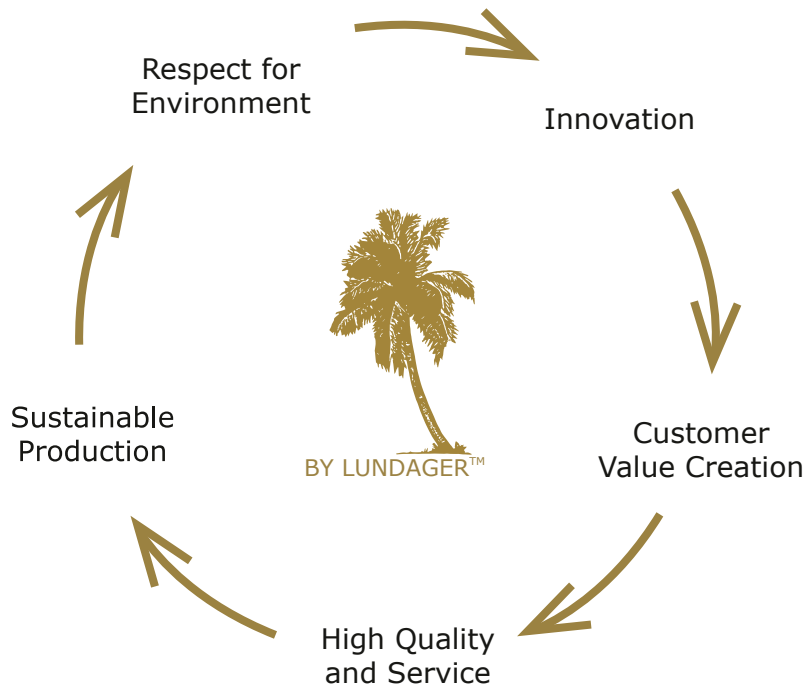 Respect for
Environment
Innovation
Customer
Value Creation
High Quality
and Service
Sustainable
Production
BY LUNDAGER™